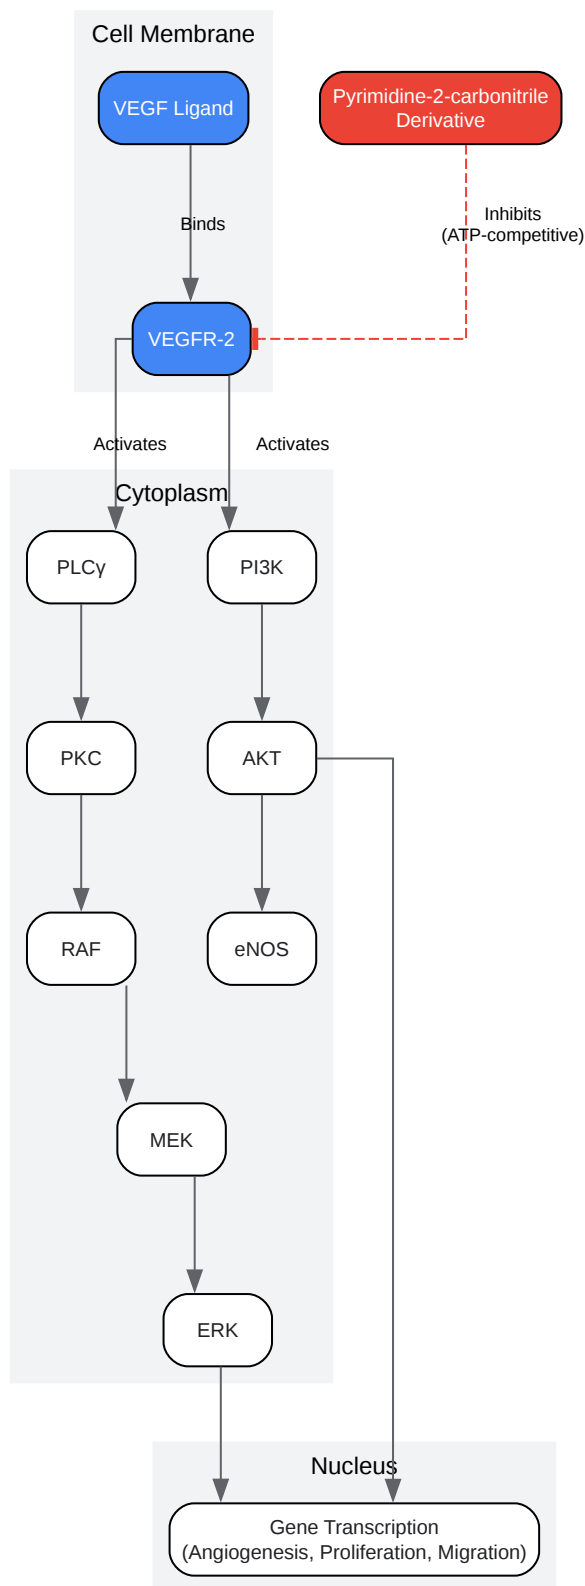 Cell Membrane
VEGF Ligand
Pyrimidine-2-carbonitrile
Derivative
Binds
Inhibits
(ATP-competitive)
VEGFR-2
Activates
Activates
Cytoplasm
PLCγ
PI3K
PKC
AKT
RAF
eNOS
MEK
ERK
Nucleus
Gene Transcription
(Angiogenesis, Proliferation, Migration)